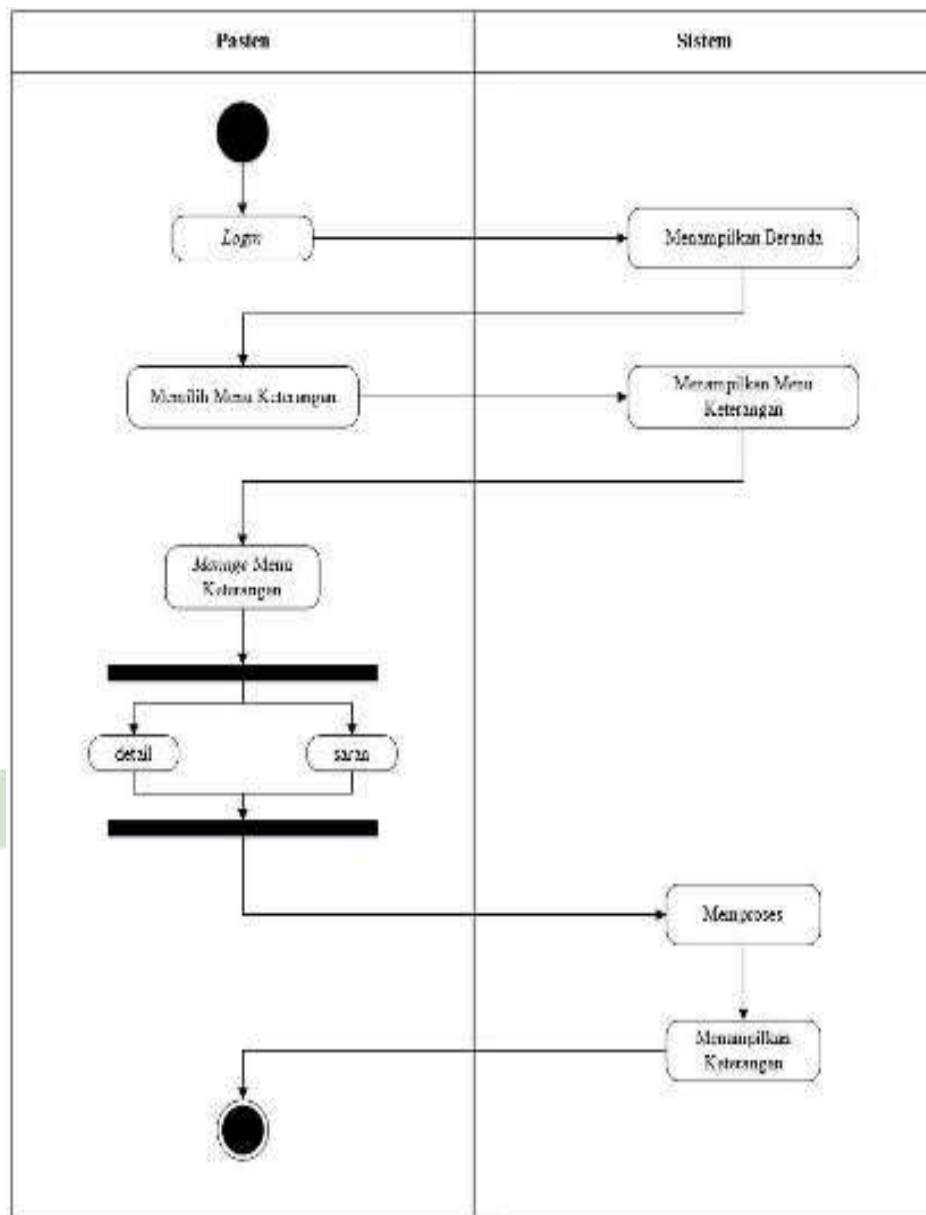 Pasien
Sistem
Login
Menampilkan Beranda
Memilih Menu Keterangan
Menampilkan Menu
Keterangan
Manage Menu
Keterangan
detail
saran
Memproses
Menampilkan
Keterangan